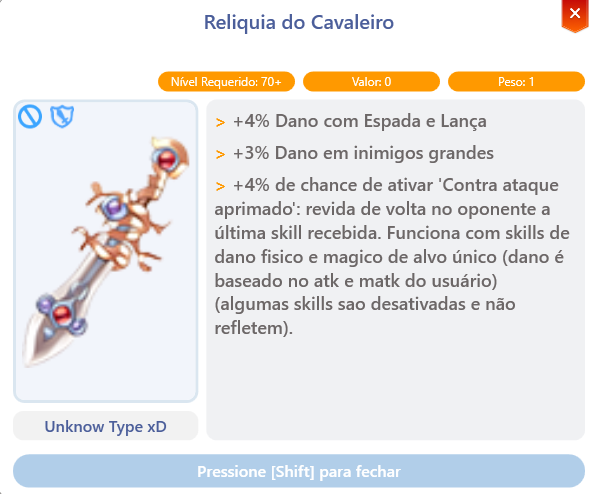 Reliquia do Cavaleiro
Nível Requerido: 70+
Valor: 0
Peso: 1
> +4% Dano com Espada e Lança
> +3% Dano em inimigos grandes
> +4% de chance de ativar 'Contra ataque
aprimado': revida de volta no oponente a
última skill recebida. Funciona com skills de
dano fisico e magico de alvo único (dano é
baseado no atk e matk do usuário)
(algumas skills sao desativadas e não
refletem).
Unknow Type xD
Pressione [Shift] para fechar